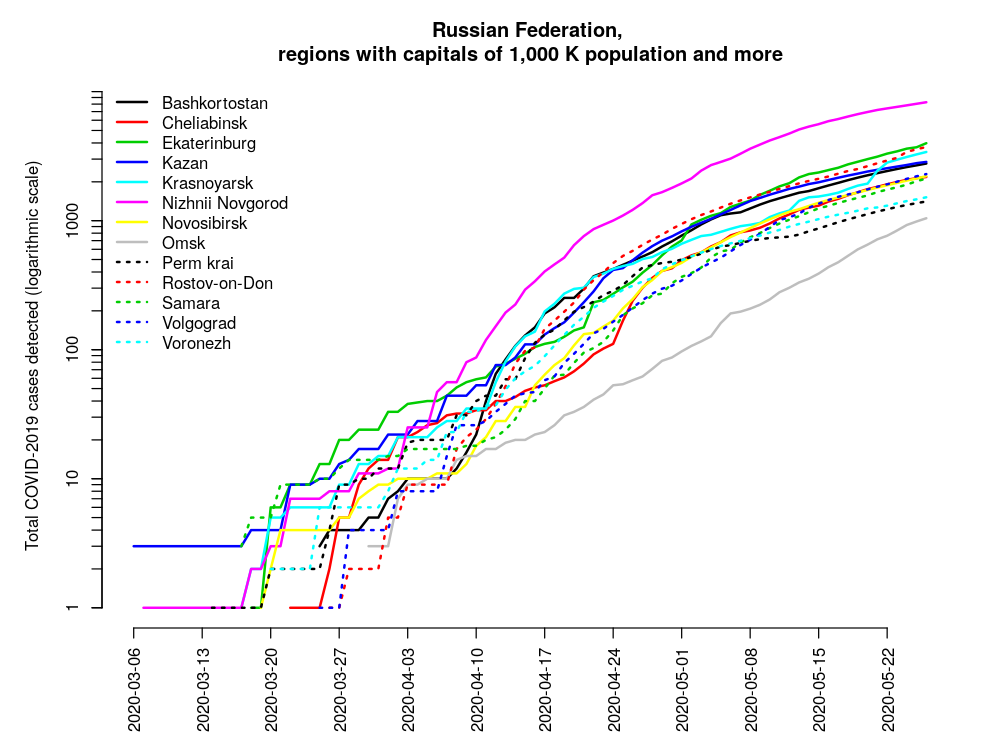 Russian Federation,
regions with capitals of 1,000 K population and more
Total COVID-2019 cases detected (logarithmic scale)
1000
100
10
1
Bashkortostan
Cheliabinsk
Ekaterinburg
Kazan
Krasnoyarsk
Nizhnii Novgorod
Novosibirsk
Omsk
Perm krai
Rostov-on-Don
Samara
Volgograd
Voronezh
2020-03-06
2020-03-13
2020-03-20
2020-03-27
2020-04-03
2020-04-10
2020-04-17
2020-04-24
2020-05-01
2020-05-08
2020-05-15
2020-05-22